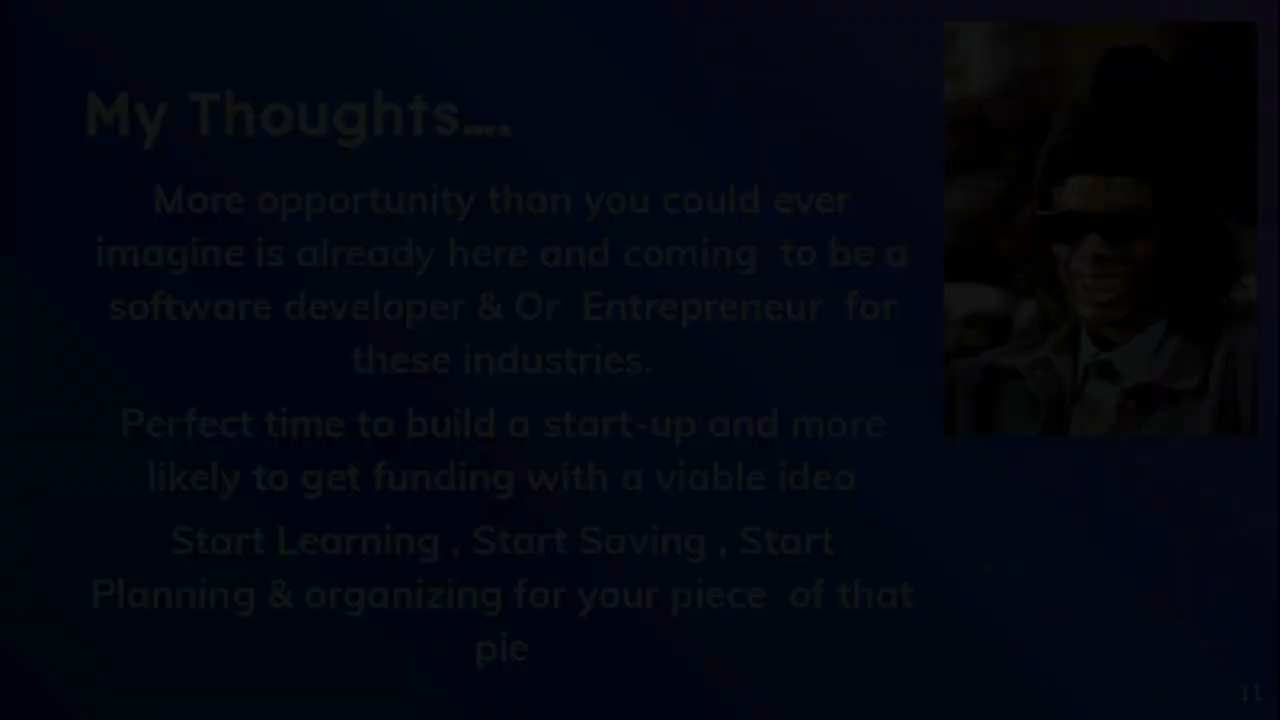 My Thoughts….
More opportunity than you could ever
imagine is already here and coming to be a
software developer & Or Entrepreneur for
these industries.
Perfect time to build a start-up and more
likely to get funding with a viable idea
Start Learning , Start Saving , Start
Planning & organizing for your piece of that
pie
11